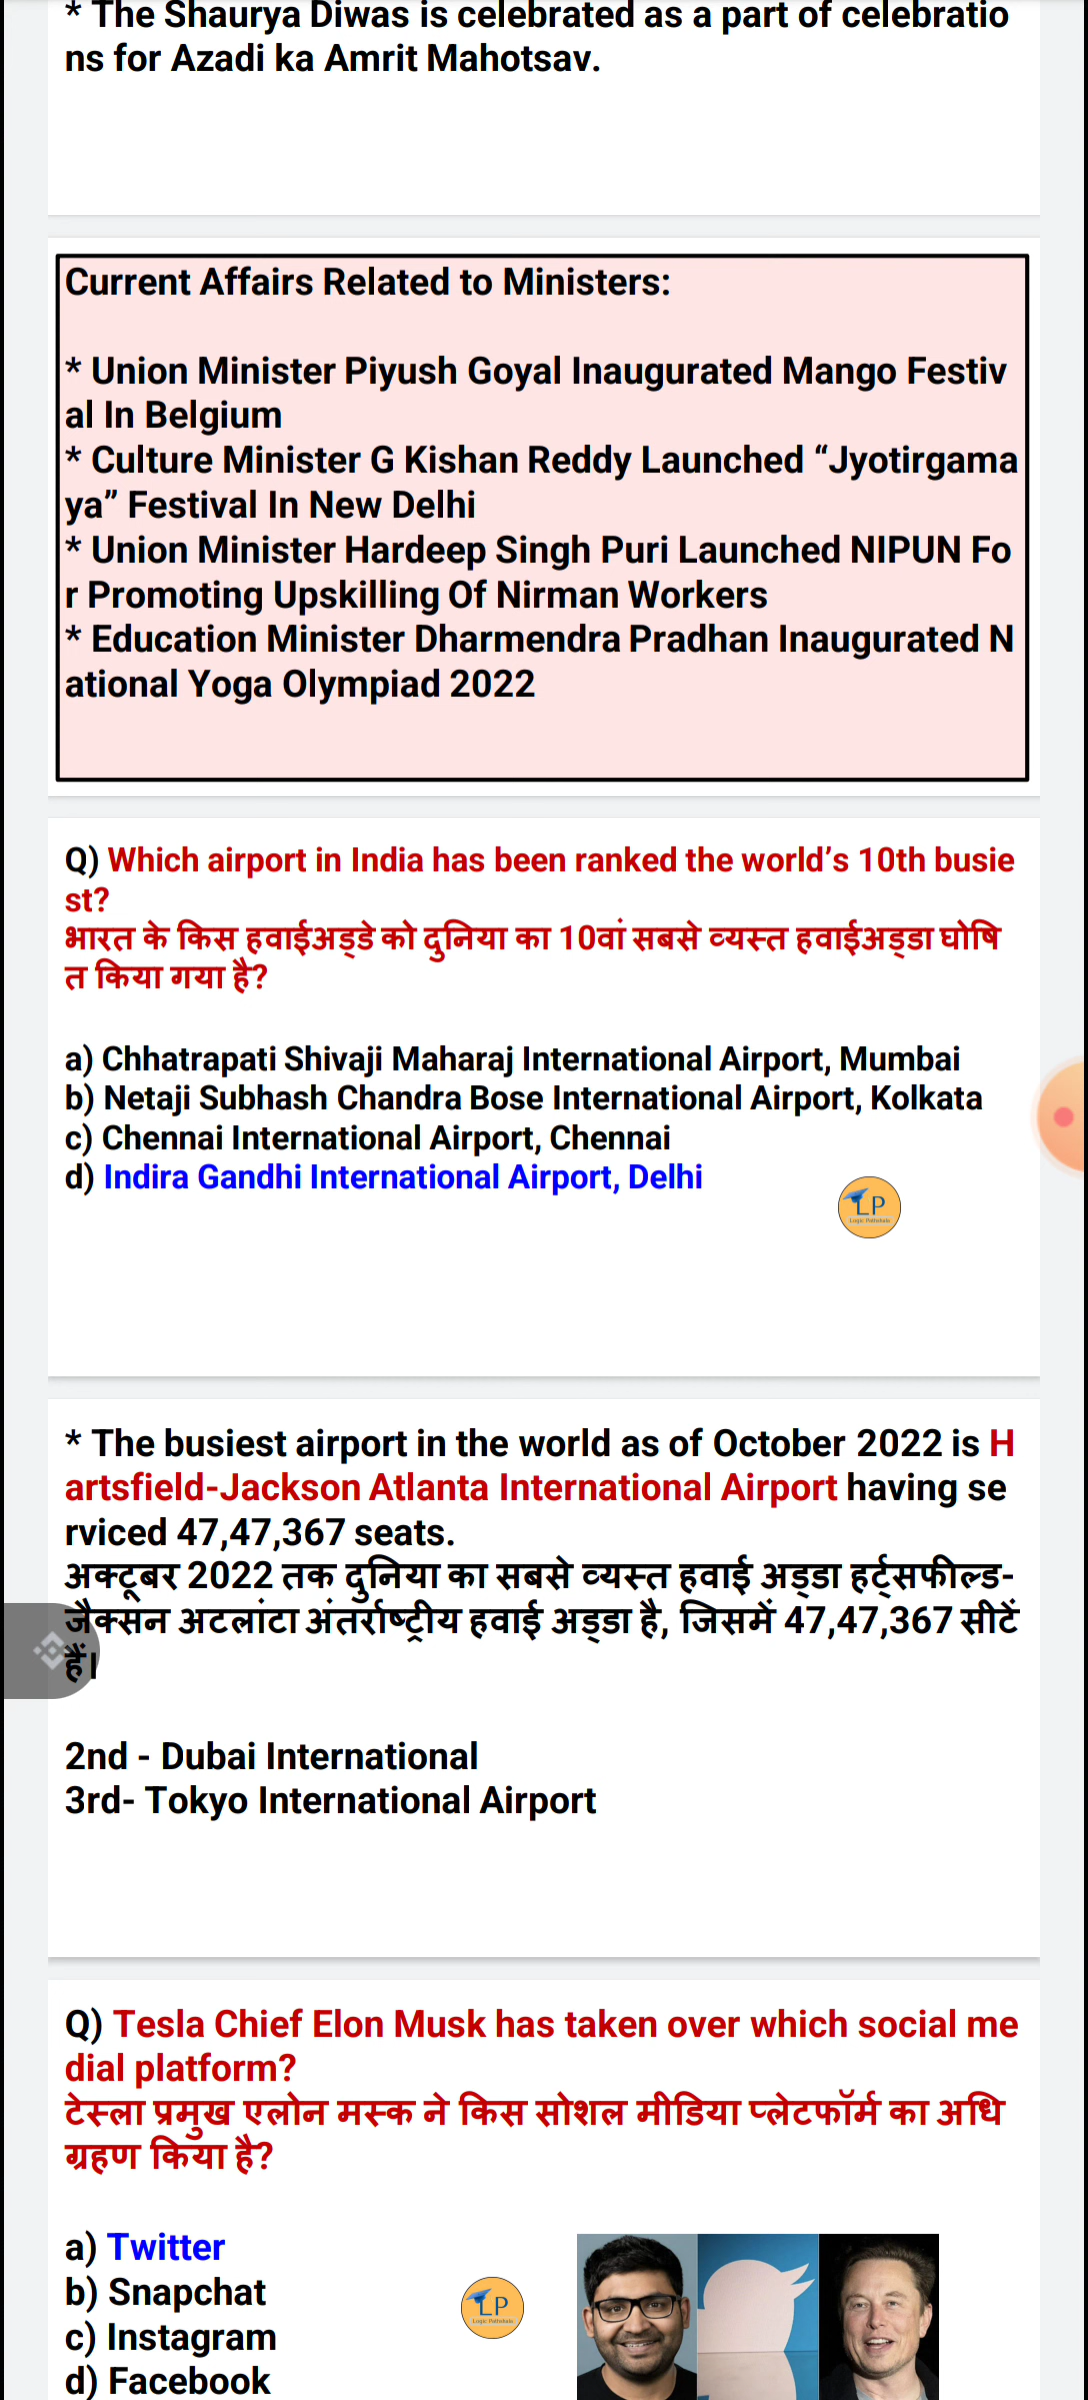 * The Shaurya Diwas is celebrated as a part of celebratio
ns for Azadi ka Amrit Mahotsav.
Current Affairs Related to Ministers:
* Union Minister Piyush Goyal Inaugurated Mango Festiv
al In Belgium
* Culture Minister G Kishan Reddy Launched “Jyotirgama
ya” Festival In New Delhi
* Union Minister Hardeep Singh Puri Launched NIPUN Fo
r Promoting Upskilling Of Nirman Workers
* Education Minister Dharmendra Pradhan Inaugurated N
ational Yoga Olympiad 2022
Q) Which airport in India has been ranked the world’s 10th busie
st?
भारत के किस हवाईअड्डे को दुनिया का 10वां सबसे व्यस्त हवाईअड्डा घोषि
त किया गया है?
a) Chhatrapati Shivaji Maharaj International Airport, Mumbai
b) Netaji Subhash Chandra Bose International Airport, Kolkata
c) Chennai International Airport, Chennai
d) Indira Gandhi International Airport, Delhi
LP
Logic Pathshala
* The busiest airport in the world as of October 2022 is H
artsfield-Jackson Atlanta International Airport having se
rviced 47,47,367 seats.
अक्टूबर 2022 तक दुनिया का सबसे व्यस्त हवाई अड्डा हर्ट्सफील्ड-
जैक्सन अटलांटा अंतर्राष्ट्रीय हवाई अड्डा है, जिसमें 47,47,367 सीटें
हैं।
2nd - Dubai International
3rd- Tokyo International Airport
Q) Tesla Chief Elon Musk has taken over which social me
dial platform?
टेस्ला प्रमुख एलोन मस्क ने किस सोशल मीडिया प्लेटफॉर्म का अधि
ग्रहण किया है?
a) Twitter
b) Snapchat
c) Instagram
d) Facebook
LP
Logic Pathshala